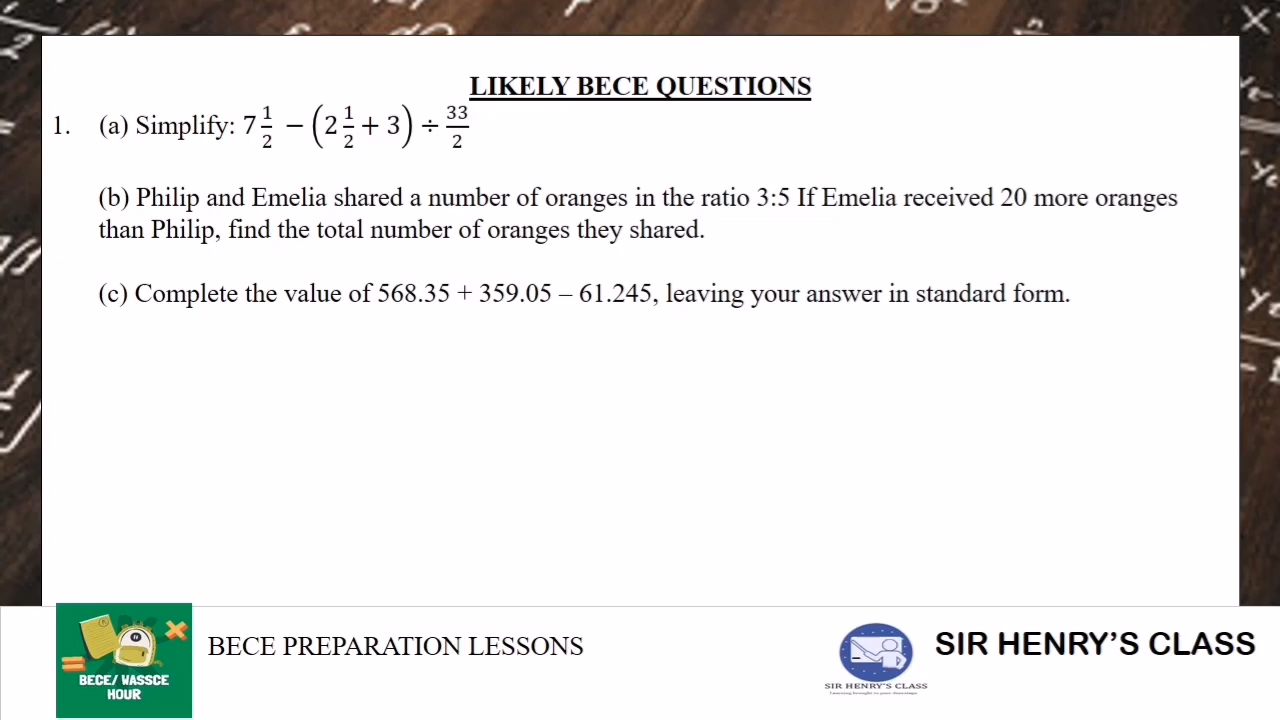 LIKELY BECE QUESTIONS
1. (a) Simplify: 7 1/2 − (2 1/2 + 3) ÷ 33/2
(b) Philip and Emelia shared a number of oranges in the ratio 3:5 If Emelia received 20 more oranges
than Philip, find the total number of oranges they shared.
(c) Complete the value of 568.35 + 359.05 – 61.245, leaving your answer in standard form.
BECE/ WASSCE
HOUR
BECE PREPARATION LESSONS
SIR HENRY'S CLASS
SIR HENRY’S CLASS